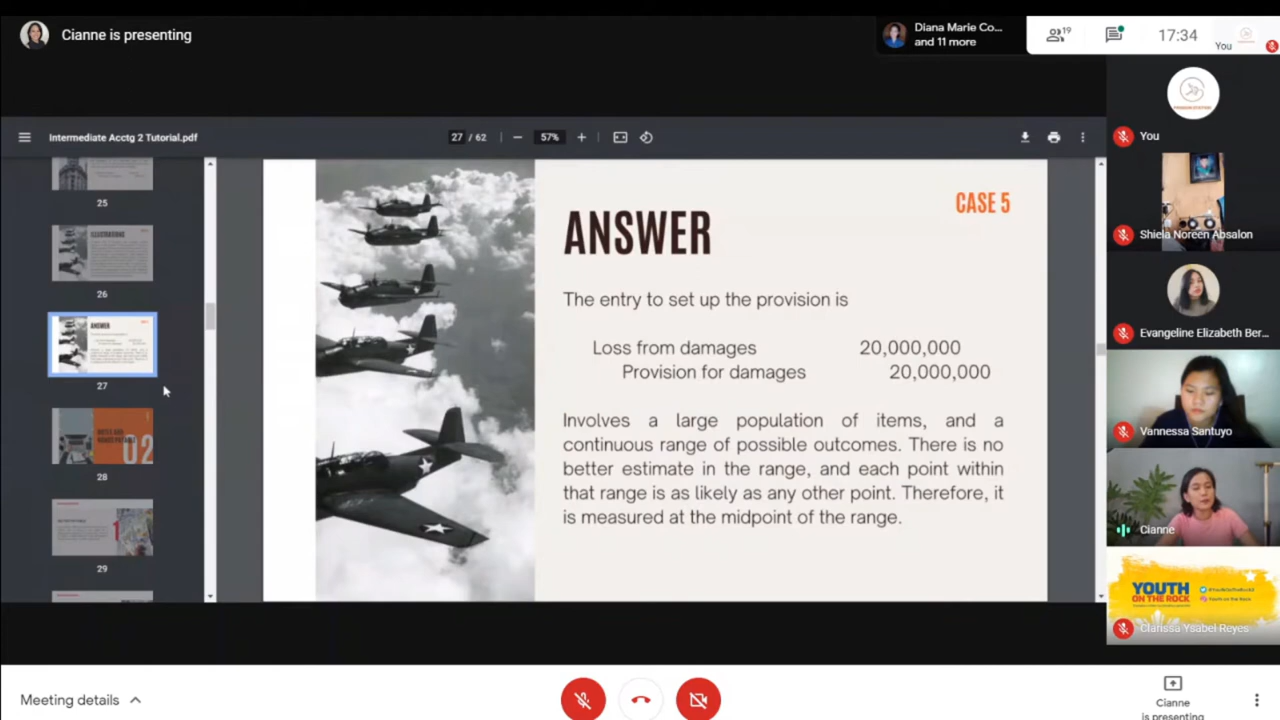 Cianne is presenting
Diana Marie Co...
and 11 more
19
17:34
You
Intermediate Acctg 2 Tutorial.pdf
27 / 62
57%
25
26
ANSWER
27
02
28
1
29
CASE 5
ANSWER
The entry to set up the provision is
Loss from damages 20,000,000
Provision for damages 20,000,000
Involves a large population of items, and a
continuous range of possible outcomes. There is no
better estimate in the range, and each point within
that range is as likely as any other point. Therefore, it
is measured at the midpoint of the range.
You
Shiela Noreen Absalon
Evangeline Elizabeth Ber...
Vannessa Santuyo
Cianne
YOUTH
ON THE ROCK
Clarissa Ysabel Reyes
Meeting details
Cianne
is presenting